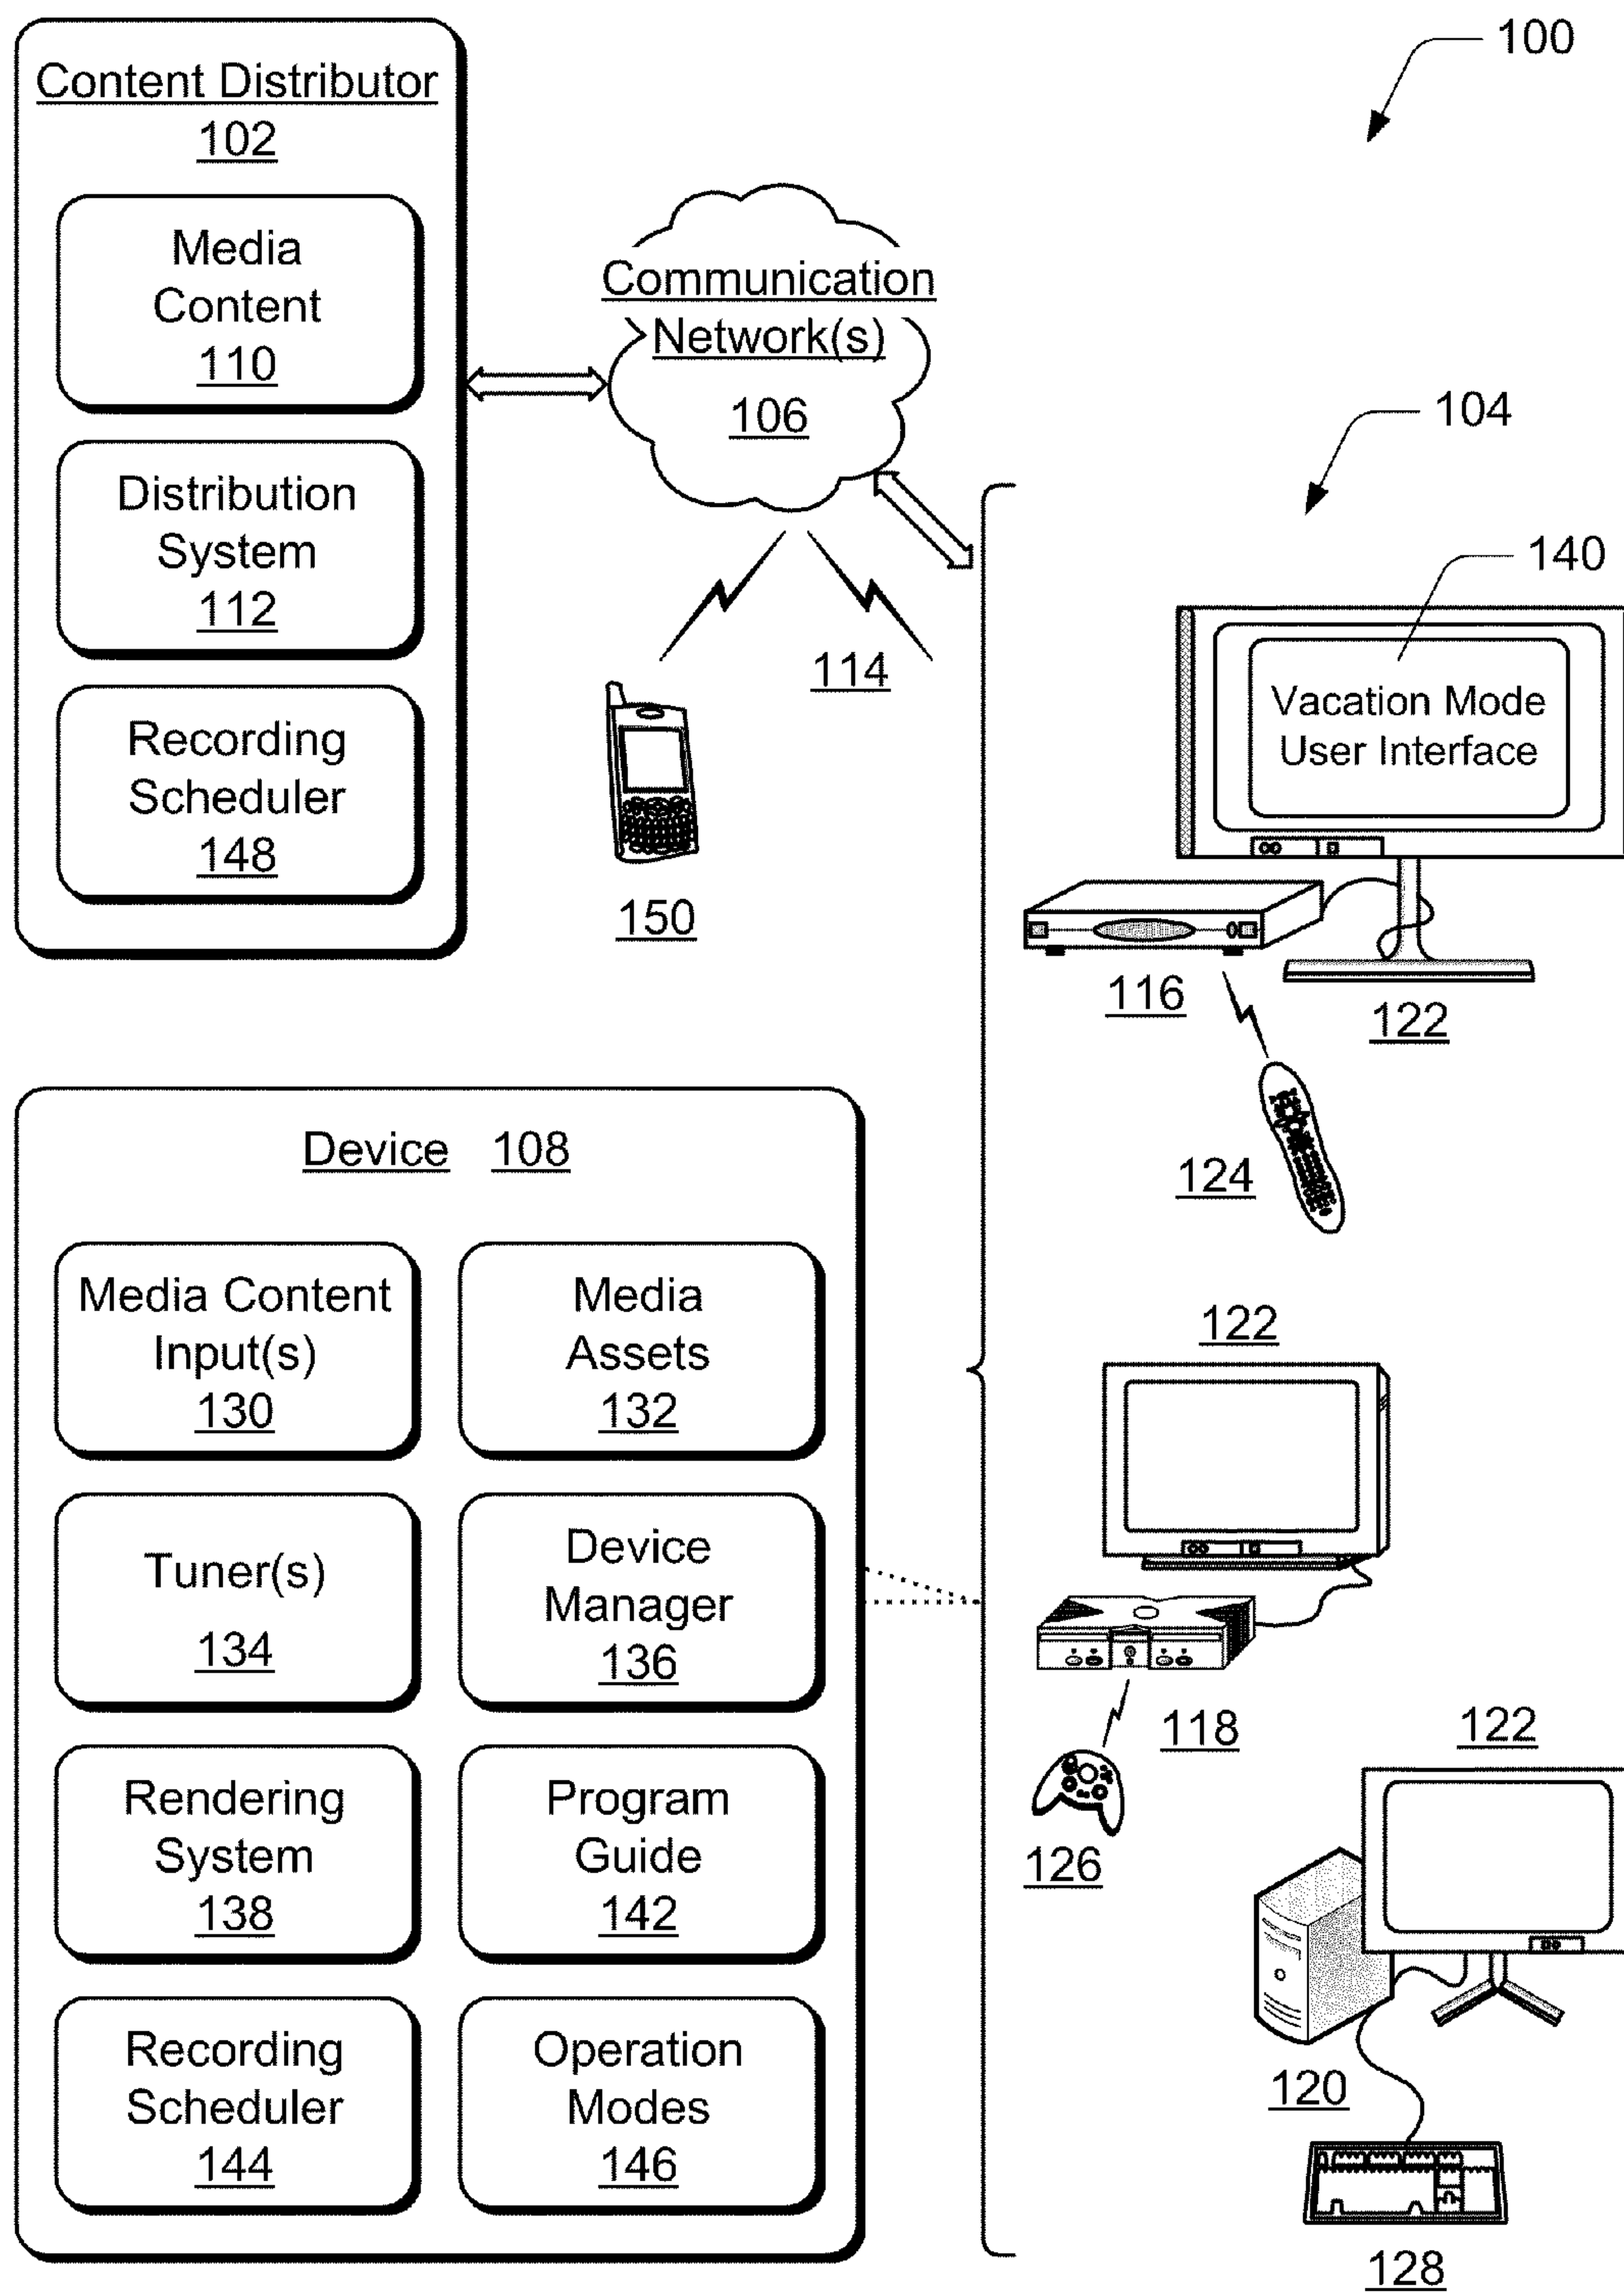 100
Content Distributor
102
Media
Content
110
Distribution
System
112
Recording
Scheduler
148
Communication
Network(s)
106
114
150
104
140
Vacation Mode
User Interface
116
122
124
Device 108
Media Content
Input(s)
130
Media
Assets
132
Tuner(s)
134
Device
Manager
136
Rendering
System
138
Program
Guide
142
Recording
Scheduler
144
Operation
Modes
146
122
118
126
122
120
128